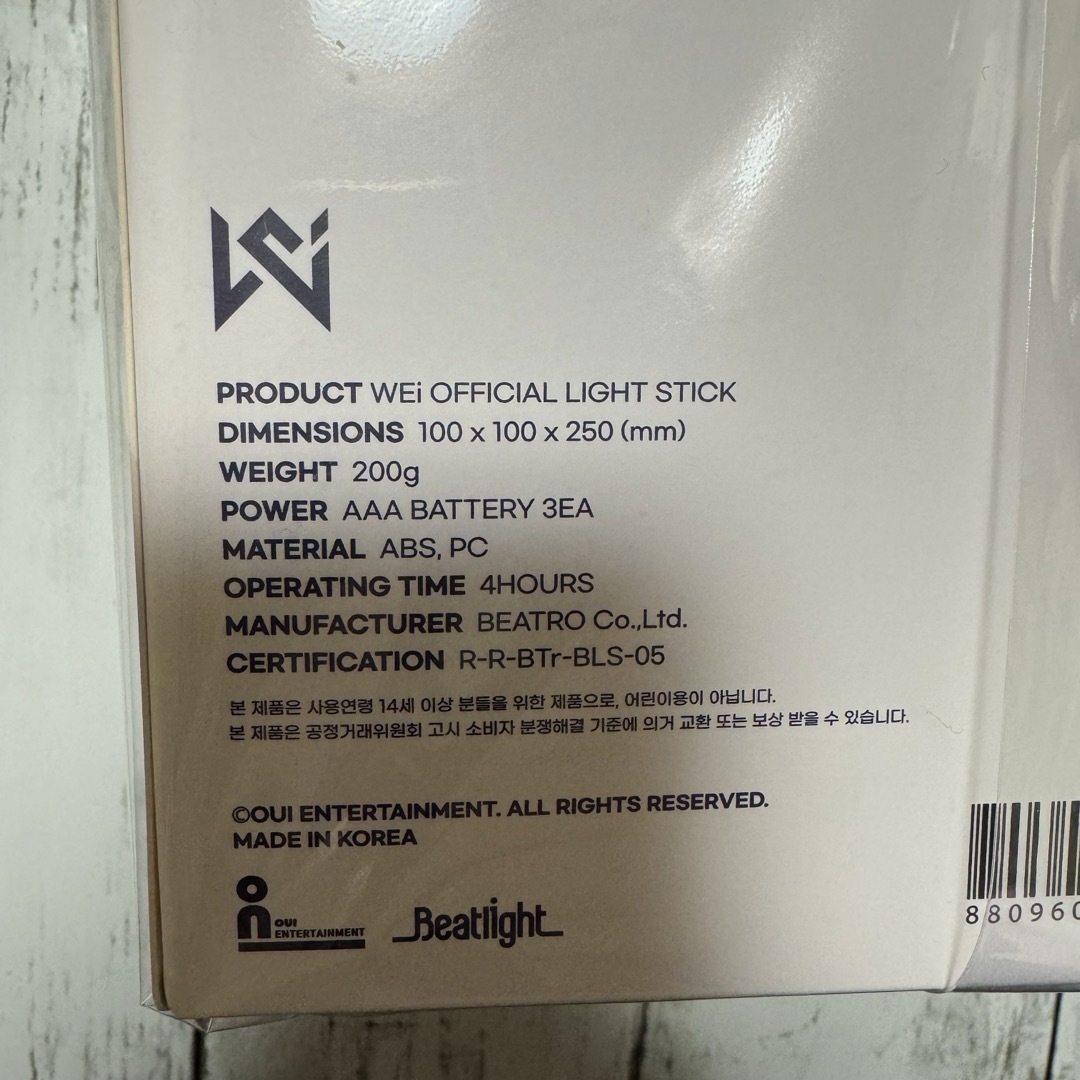 WEi
PRODUCT WEi OFFICIAL LIGHT STICK
DIMENSIONS 100 x 100 x 250 (mm)
WEIGHT 200g
POWER AAA BATTERY 3EA
MATERIAL ABS, PC
OPERATING TIME 4HOURS
MANUFACTURER BEATRO Co.,Ltd.
CERTIFICATION R-R-BTr-BLS-05
본 제품은 사용연령 14세 이상 분들을 위한 제품으로, 어린이용이 아닙니다.
본 제품은 공정거래위원회 고시 소비자 분쟁해결 기준에 의거 교환 또는 보상 받을 수 있습니다.
©OUI ENTERTAINMENT. ALL RIGHTS RESERVED.
MADE IN KOREA
OUI
ENTERTAINMENT
Beatlight
880960